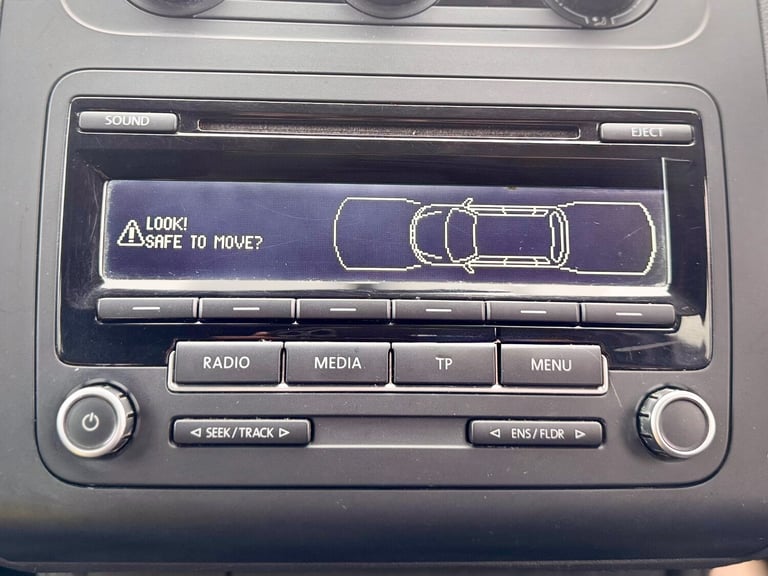 SOUND
EJECT
LOOK!
SAFE TO MOVE?
RADIO
MEDIA
TP
MENU
◁ SEEK/TRACK ▷
◁ ENS/FLDR ▷